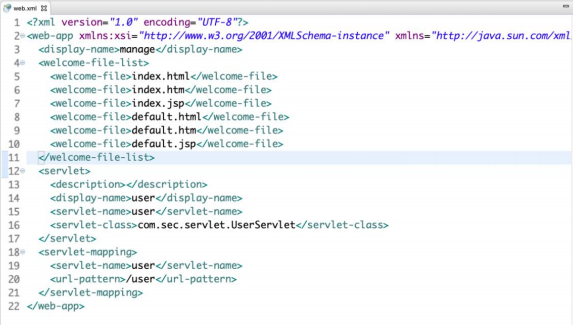 web.xml
1 <?xml version="1.0" encoding="UTF-8"?>
2 <web-app xmlns:xsi="http://www.w3.org/2001/XMLSchema-instance" xmlns="http://java.sun.com/xml
3 <display-name>manage</display-name>
4 <welcome-file-list>
5 <welcome-file>index.html</welcome-file>
6 <welcome-file>index.htm</welcome-file>
7 <welcome-file>index.jsp</welcome-file>
8 <welcome-file>default.html</welcome-file>
9 <welcome-file>default.htm</welcome-file>
10 <welcome-file>default.jsp</welcome-file>
11 </welcome-file-list>
12 <servlet>
13 <description></description>
14 <display-name>user</display-name>
15 <servlet-name>user</servlet-name>
16 <servlet-class>com.sec.servlet.UserServlet</servlet-class>
17 </servlet>
18 <servlet-mapping>
19 <servlet-name>user</servlet-name>
20 <url-pattern>/user</url-pattern>
21 </servlet-mapping>
22 </web-app>